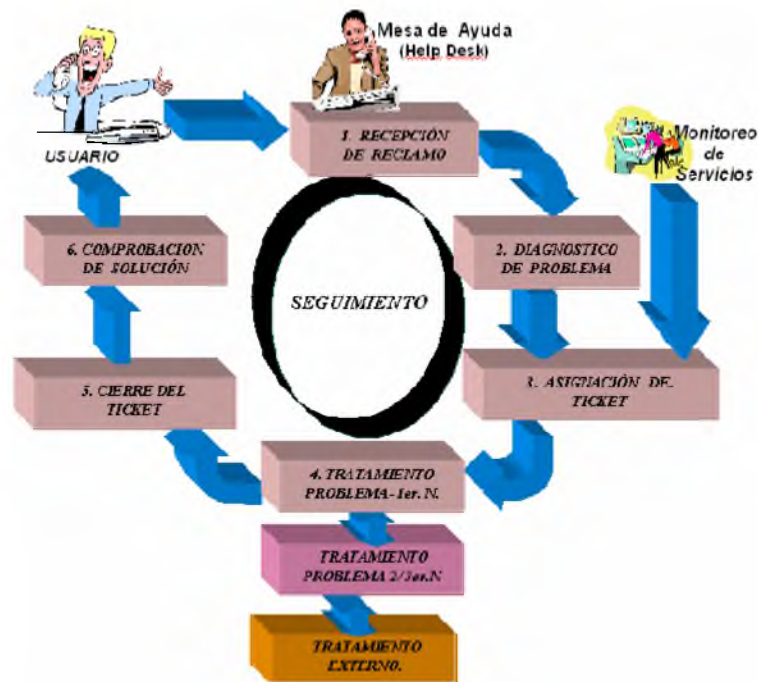 Mesa de Ayuda
(Help Desk)
USUARIO
1. RECEPCIÓN
DE RECLAMO
Monitoreo
de
Servicios
6. COMPROBACION
DE SOLUCIÓN
2. DIAGNOSTICO
DE PROBLEMA
SEGUIMIENTO
5. CIERRE DEL
TICKET
3. ASIGNACIÓN DE.
TICKET
4. TRATAMIENTO
PROBLEMA-1er. N.
TRATAMIENTO
PROBLEMA 2/3er.N
TRATAMIENTO
EXTERNO.